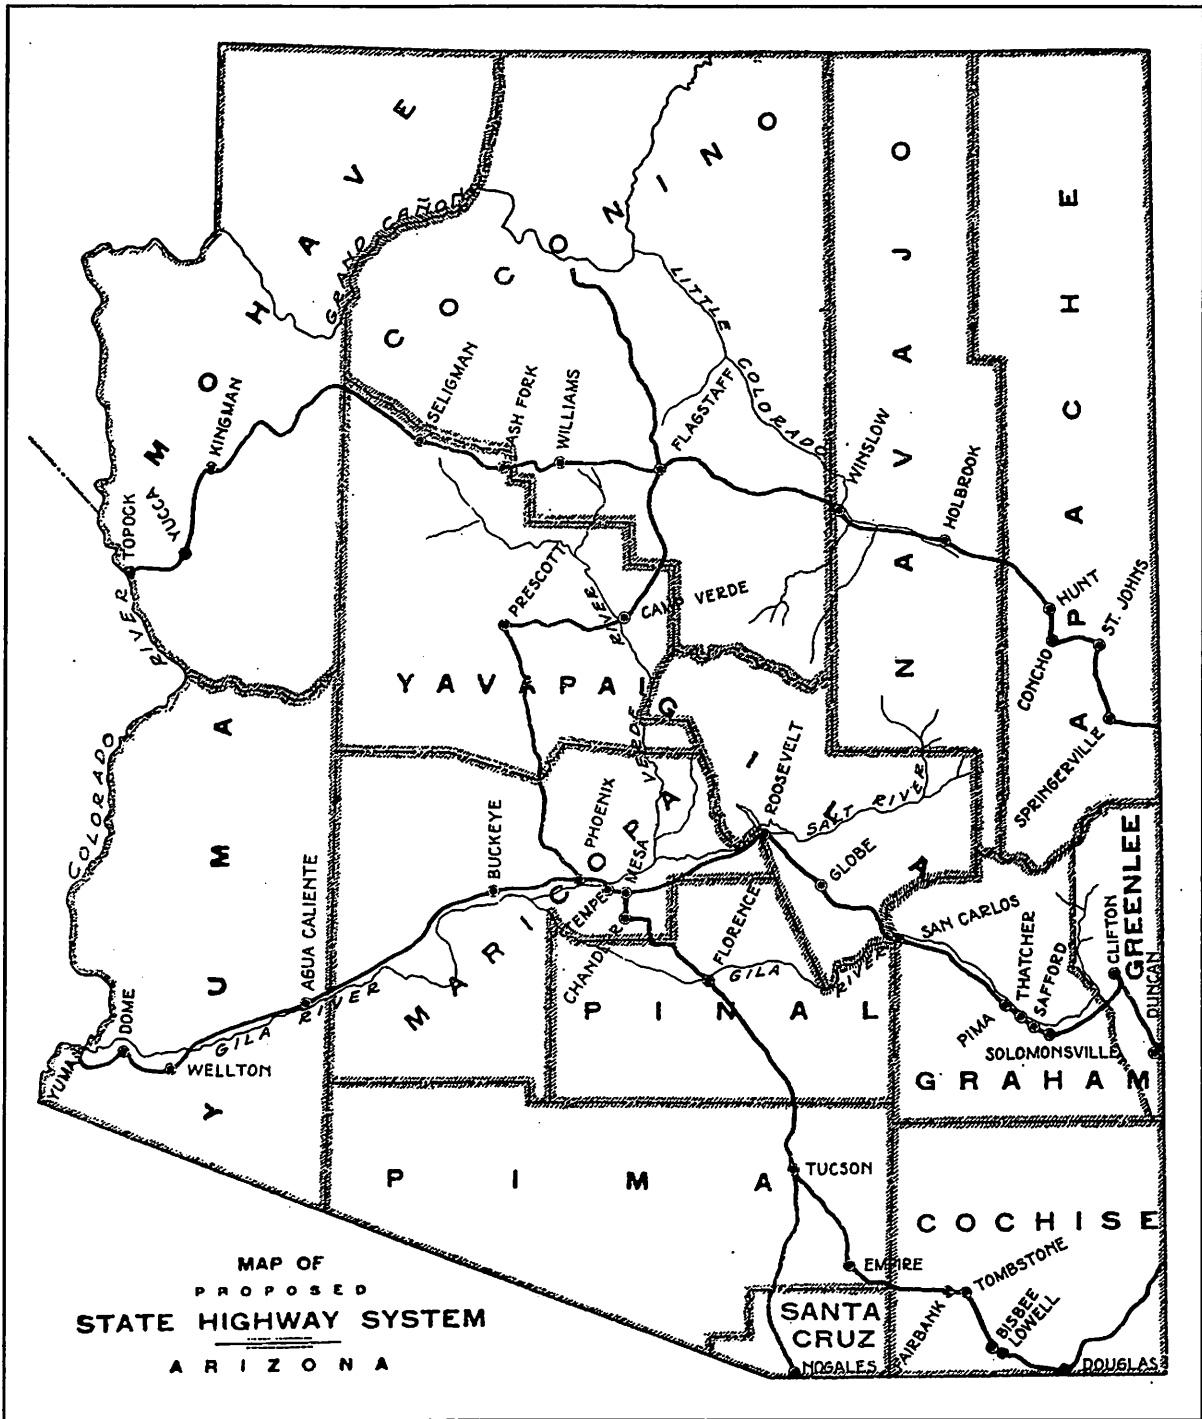 MOHAVE
COCONINO
NAVAJO
APACHE
GRAND CAÑON
LITTLE COLORADO
SELIGMAN
ASH FORK
WILLIAMS
FLAGSTAFF
WINSLOW
HOLBROOK
KINGMAN
YUCCA
TOPOCK
RIVER
PRESCOTT
CAMP VERDE
RIVER
VERDE
HUNT
CONCHO
ST. JOHNS
SPRINGERVILLE
YAVAPAI
GILA
COLORADO
YUMA
MARICOPA
BUCKEYE
PHOENIX
TEMPE
MESA
CHANDLER
ROOSEVELT
SALT RIVER
GLOBE
FLORENCE
GILA RIVER
SAN CARLOS
THATCHER
SAFFORD
PIMA
SOLOMONSVILLE
CLIFTON
GREENLEE
DUNCAN
AGUA CALIENTE
GILA RIVER
DOME
YUMA
WELLTON
PINAL
GRAHAM
PIMA
TUCSON
COCHISE
EMPIRE
FAIRBANK
TOMBSTONE
BISBEE
LOWELL
DOUGLAS
SANTA
CRUZ
NOGALES
MAP OF
PROPOSED
STATE HIGHWAY SYSTEM
ARIZONA